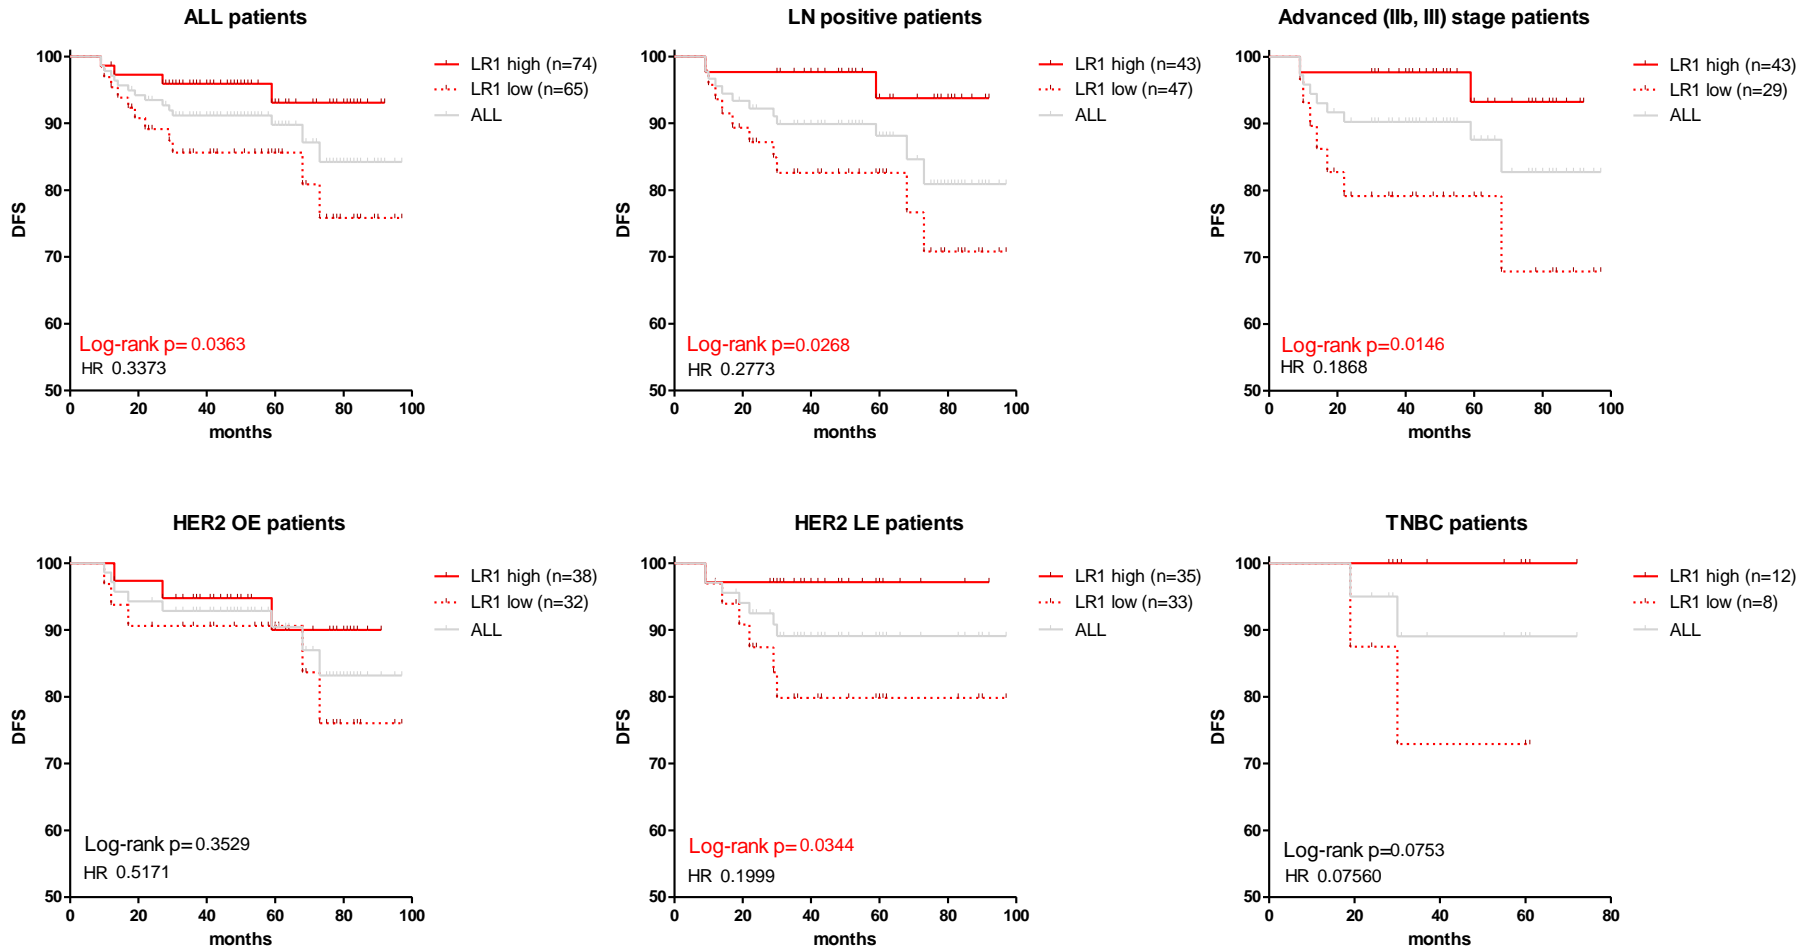 ALL patients
LR1 high (n=74)
LR1 low (n=65)
ALL
100
90
80
70
60
50
DFS
Log-rank p= 0.0363
HR 0.3373
0 20 40 60 80 100
months
LN positive patients
LR1 high (n=43)
LR1 low (n=47)
ALL
100
90
80
70
60
50
DFS
Log-rank p=0.0268
HR 0.2773
0 20 40 60 80 100
months
Advanced (IIb, III) stage patients
LR1 high (n=43)
LR1 low (n=29)
ALL
100
90
80
70
60
50
PFS
Log-rank p=0.0146
HR 0.1868
0 20 40 60 80 100
months
HER2 OE patients
LR1 high (n=38)
LR1 low (n=32)
ALL
100
90
80
70
60
50
DFS
Log-rank p= 0.3529
HR 0.5171
0 20 40 60 80 100
months
HER2 LE patients
LR1 high (n=35)
LR1 low (n=33)
ALL
100
90
80
70
60
50
DFS
Log-rank p= 0.0344
HR 0.1999
0 20 40 60 80 100
months
TNBC patients
LR1 high (n=12)
LR1 low (n=8)
ALL
100
90
80
70
60
50
DFS
Log-rank p=0.0753
HR 0.07560
0 20 40 60 80
months